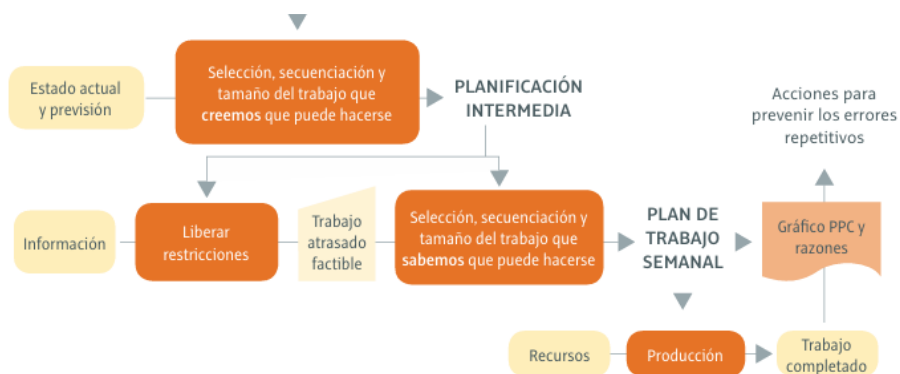 Estado actual
y previsión
Selección, secuenciación y
tamaño del trabajo que
creemos que puede hacerse
PLANIFICACIÓN
INTERMEDIA
Acciones para
prevenir los errores
repetitivos
Información
Liberar
restricciones
Trabajo
atrasado
factible
Selección, secuenciación y
tamaño del trabajo que
sabemos que puede hacerse
PLAN DE
TRABAJO
SEMANAL
Gráfico PPC y
razones
Recursos
Producción
Trabajo
completado